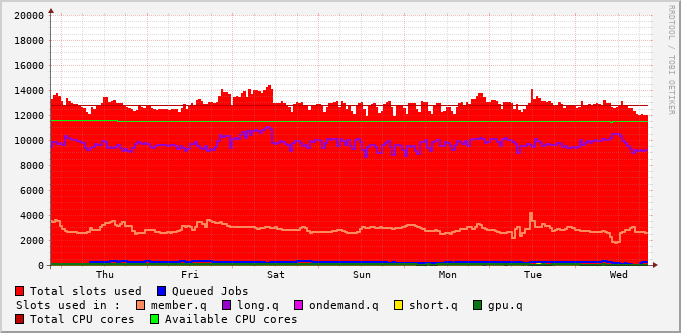 20000
18000
16000
14000
12000
10000
8000
6000
4000
2000
0
Thu Fri Sat Sun Mon Tue Wed
RRDTOOL / TOBI OETIKER
Total slots used Queued Jobs
Slots used in : member.q long.q ondemand.q short.q gpu.q
Total CPU cores Available CPU cores